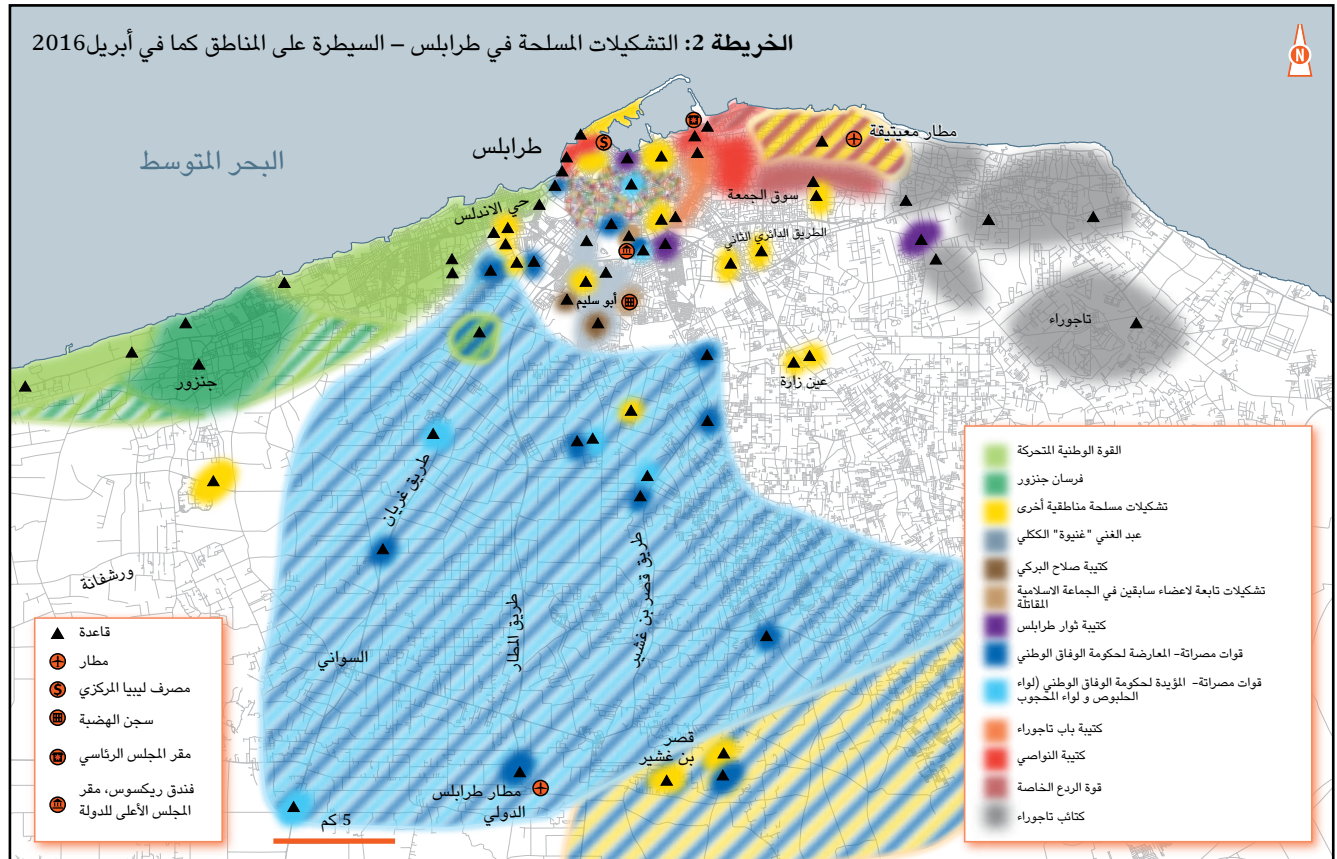 الخريطة 2: التشكيلات المسلحة في طرابلس – السيطرة على المناطق كما في أبريل2016
N
البحر المتوسط
طرابلس
S
مطار معيتيقة
سوق الجمعة
حي الاندلس
الطريق الدائري الثاني
أبو سليم
تاجوراء
جنزور
عين زارة
طريق غريان
ورشفانة
طريق المطار
طريق قصر بن غشير
السواني
قصر
بن غشير
مطار طرابلس
الدولي
5 كم
قاعدة
مطار
S
مصرف ليبيا المركزي
سجن الهضبة
مقر المجلس الرئاسي
فندق ريكسوس، مقر
المجلس الأعلى للدولة
القوة الوطنية المتحركة
فرسان جنزور
تشكيلات مسلحة مناطقية أخرى
عبد الغني "غنيوة" الككلي
كتيبة صلاح البركي
تشكيلات تابعة لاعضاء سابقين في الجماعة الاسلامية
المقاتلة
كتيبة ثوار طرابلس
قوات مصراتة- المعارضة لحكومة الوفاق الوطني
قوات مصراتة- المؤيدة لحكومة الوفاق الوطني (لواء
الحلبوص و لواء المحجوب
كتيبة باب تاجوراء
كتيبة النواصي
قوة الردع الخاصة
كتائب تاجوراء